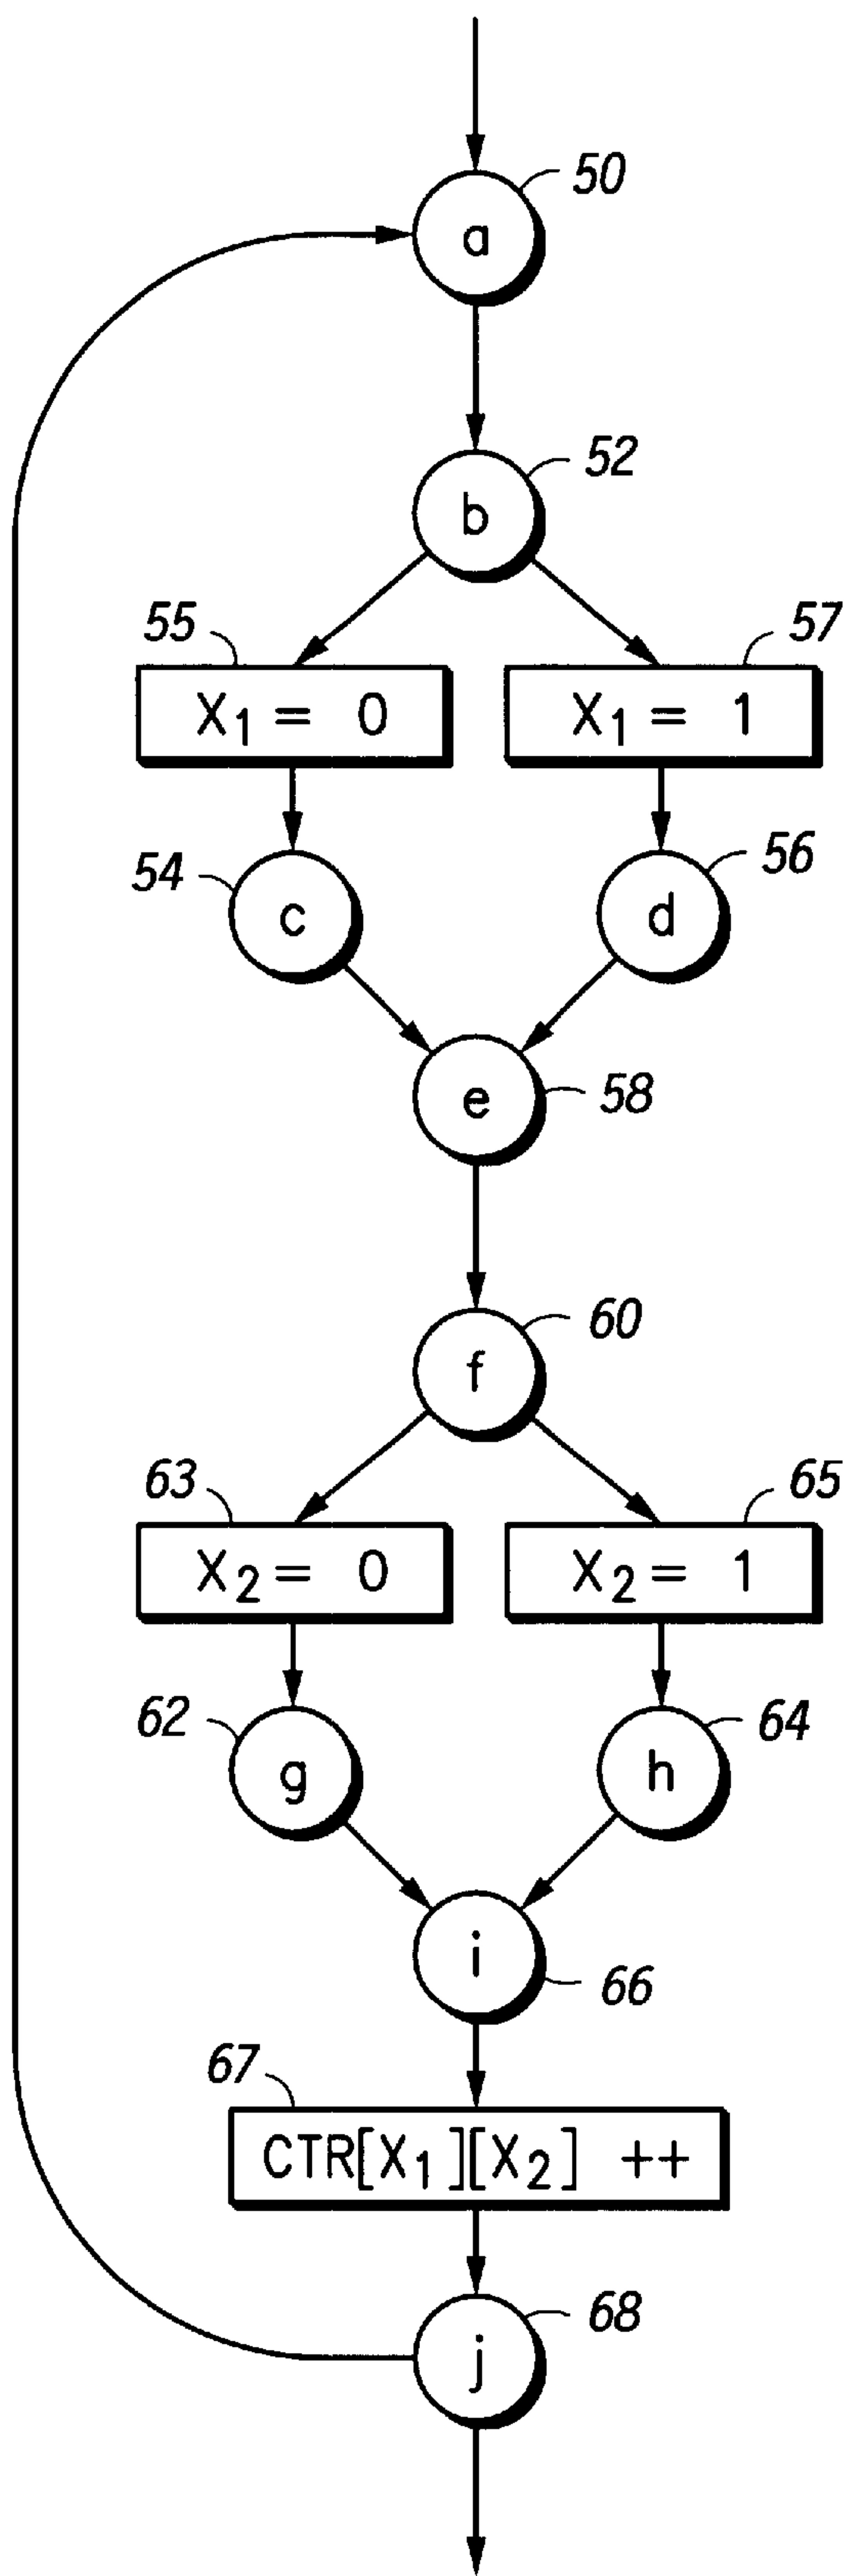 50
a
52
b
55
57
X1 = 0
X1 = 1
54
56
c
d
e
58
60
f
63
65
X2 = 0
X2 = 1
62
64
g
h
i
66
67
CTR[X1][X2] ++
68
j